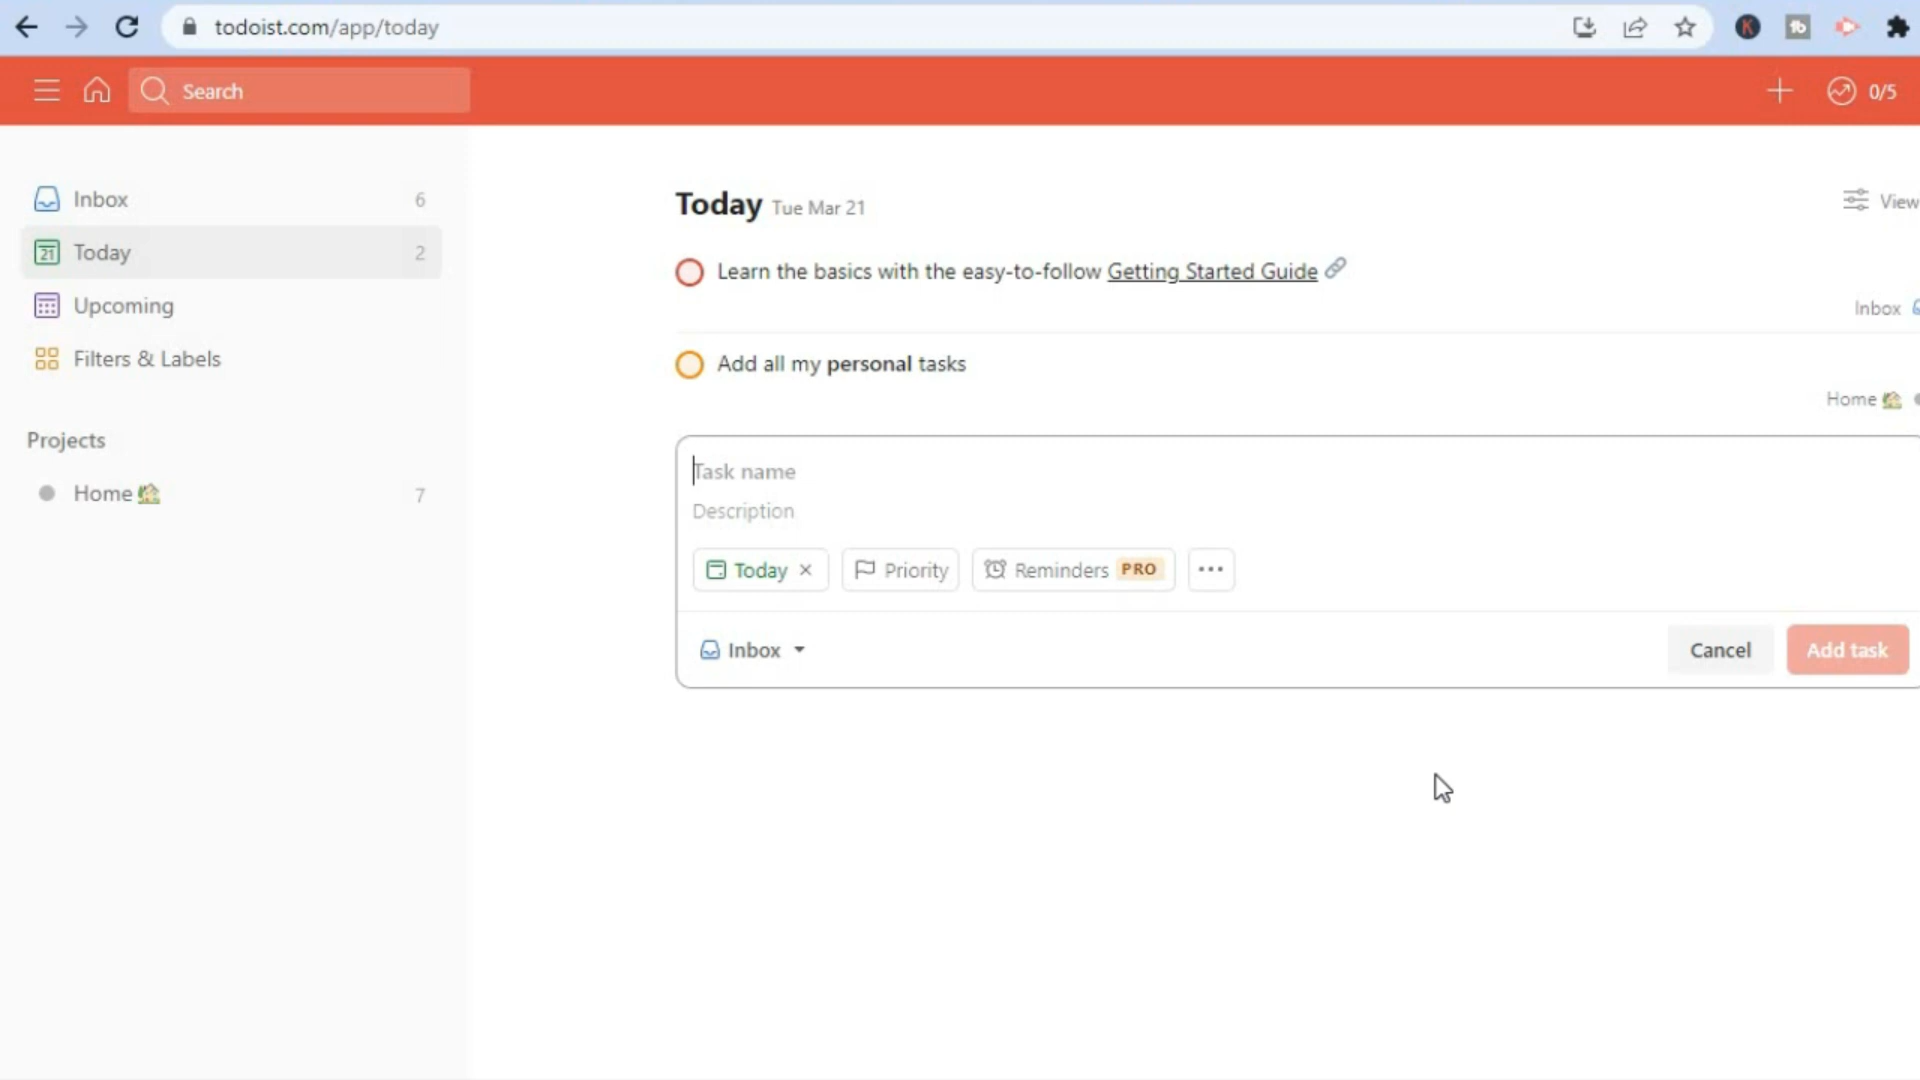 todoist.com/app/today
Search
0/5
Inbox 6
Today 2
Upcoming
Filters & Labels
Projects
Home 7
Today Tue Mar 21
View
Learn the basics with the easy-to-follow Getting Started Guide
Inbox
Add all my personal tasks
Home
Task name
Description
Today × Priority Reminders PRO
Inbox
Cancel Add task
21
K
tb